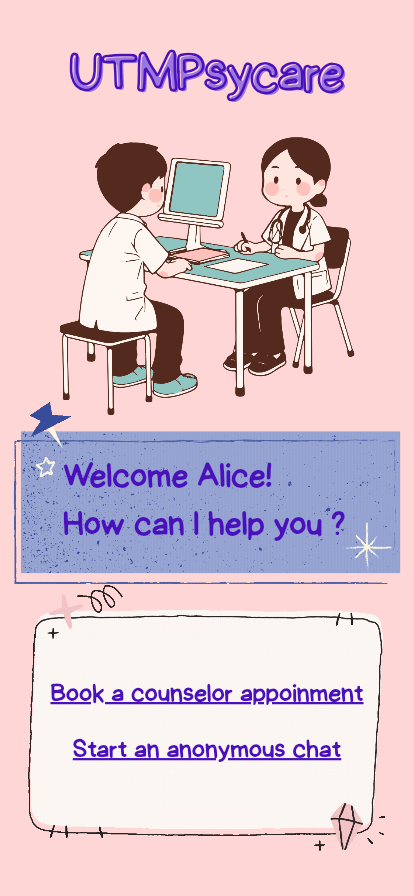 UTMPsycare
Welcome Alice!
How can I help you ?
Book a counselor appoinment
Start an anonymous chat